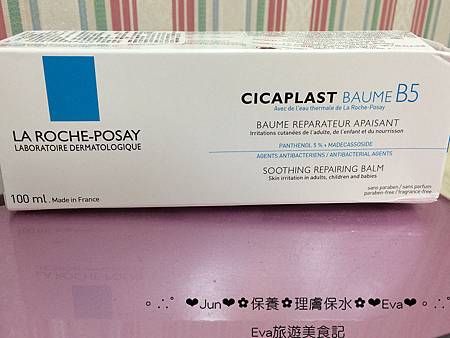 LA ROCHE-POSAY
LABORATOIRE DERMATOLOGIQUE
100 ml. Made in France
CICAPLAST BAUME B5
Avec de l'eau thermale de La Roche-Posay
BAUME REPARATEUR APAISANT
Irritations cutanées de l'adulte, de l'enfant et du nourrisson
PANTHENOL 5 % + MADECASSOSIDE
AGENTS ANTIBACTERIENS / ANTIBACTERIAL AGENTS
SOOTHING REPAIRING BALM
Skin irritation in adults, children and babies
sans paraben / sans parfum
paraben-free / fragrance-free
。∴°❤Jun❤✿保養✿理膚保水✿❤Eva❤。∴°
Eva旅遊美食記